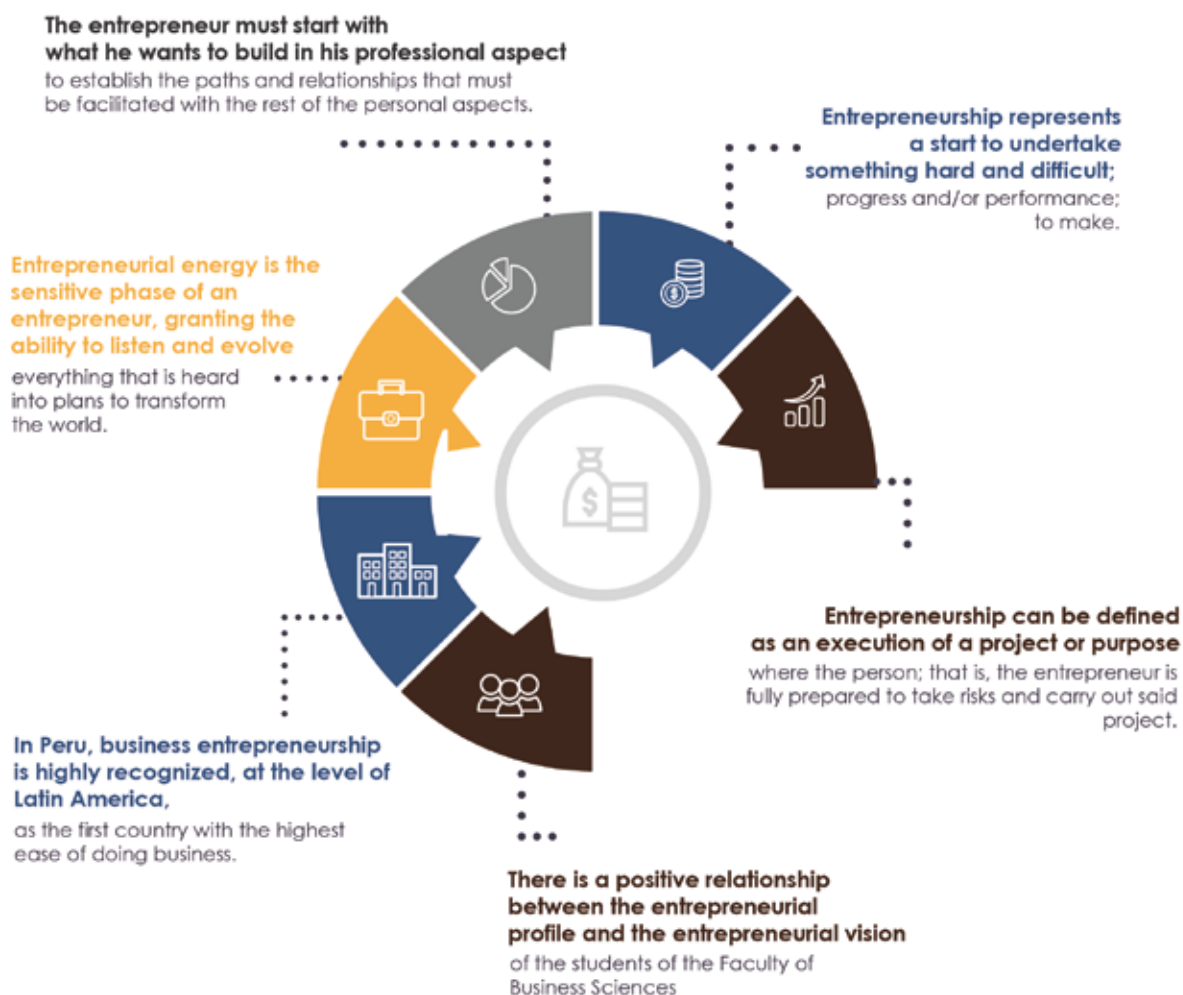 The entrepreneur must start with
what he wants to build in his professional aspect
to establish the paths and relationships that must
be facilitated with the rest of the personal aspects.
Entrepreneurship represents
a start to undertake
something hard and difficult;
progress and/or performance;
to make.
Entrepreneurial energy is the
sensitive phase of an
entrepreneur, granting the
ability to listen and evolve
everything that is heard
into plans to transform
the world.
$
$
Entrepreneurship can be defined
as an execution of a project or purpose
where the person; that is, the entrepreneur is
fully prepared to take risks and carry out said
project.
In Peru, business entrepreneurship
is highly recognized, at the level of
Latin America,
as the first country with the highest
ease of doing business.
There is a positive relationship
between the entrepreneurial
profile and the entrepreneurial vision
of the students of the Faculty of
Business Sciences